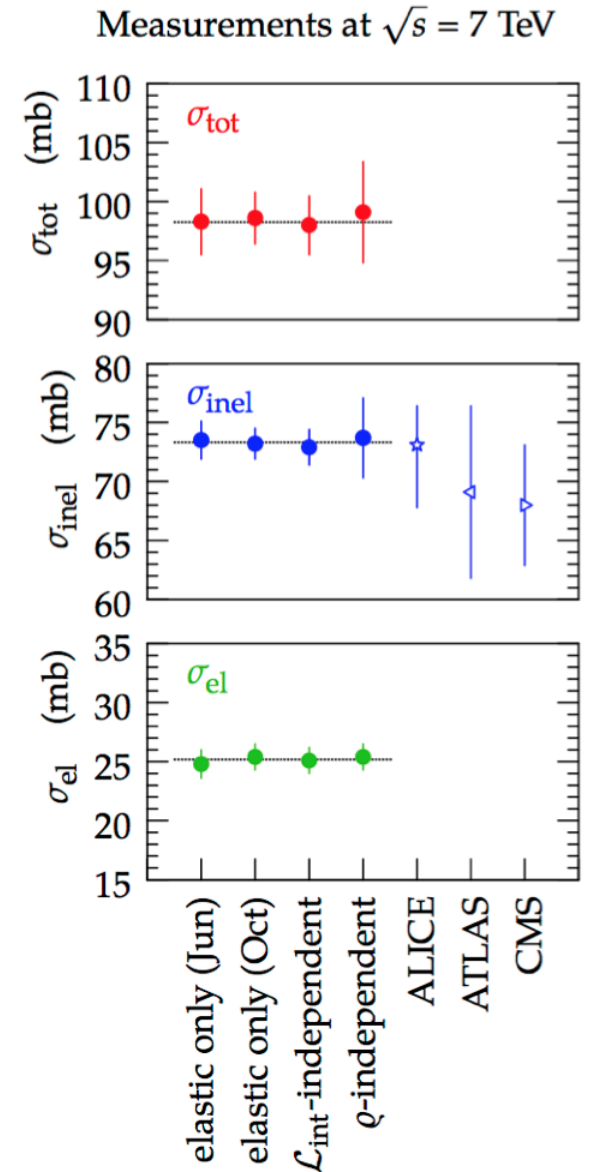 Measurements at √s = 7 TeV
σtot (mb)
110
105
100
95
90
σtot
σinel (mb)
80
75
70
65
60
σinel
σel (mb)
35
30
25
20
15
σel
elastic only (Jun)
elastic only (Oct)
ℒint-independent
ϱ-independent
ALICE
ATLAS
CMS